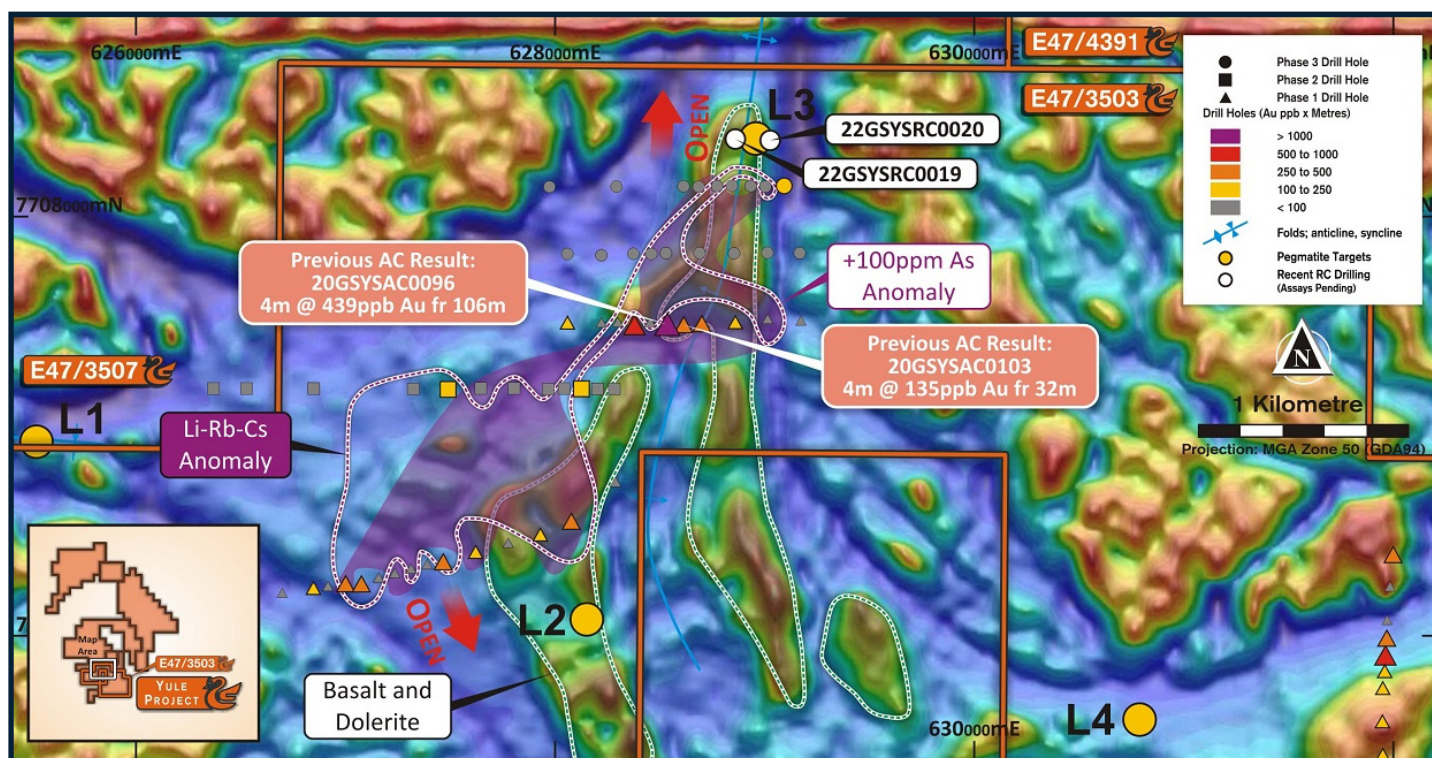 626000mE
628000mE
630000mE
E47/4391
E47/3503
Phase 3 Drill Hole
Phase 2 Drill Hole
Phase 1 Drill Hole
Drill Holes (Au ppb x Metres)
> 1000
500 to 1000
250 to 500
100 to 250
< 100
Folds; anticline, syncline
Pegmatite Targets
Recent RC Drilling
(Assays Pending)
OPEN
L3
22GSYSRC0020
22GSYSRC0019
7708000mN
N
Previous AC Result:
20GSYSAC0096
4m @ 439ppb Au fr 106m
+100ppm As
Anomaly
Previous AC Result:
20GSYSAC0103
4m @ 135ppb Au fr 32m
N
1 Kilometre
Projection: MGA Zone 50 (GDA94)
E47/3507
L1
Li-Rb-Cs
Anomaly
OPEN
L2
7
Basalt and
Dolerite
L4
630000mE
Map
Area
E47/3503
YULE
PROJECT